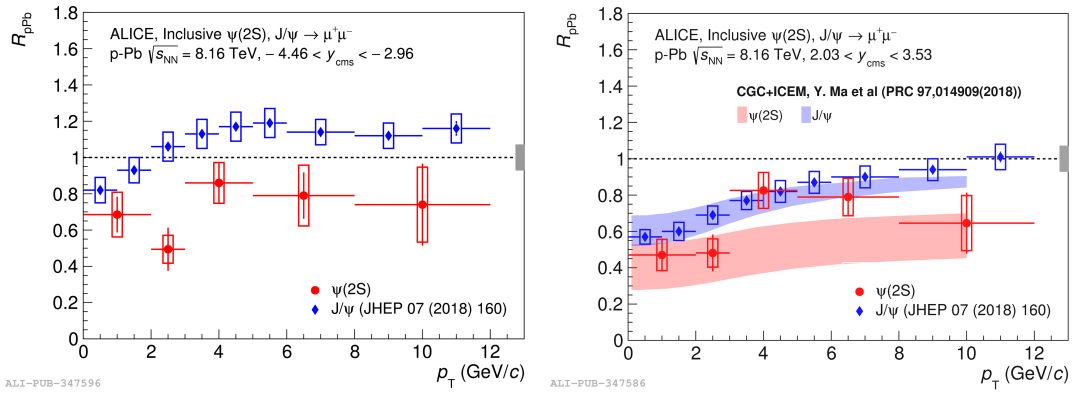 R_pPb
1.8
1.6
1.4
1.2
1
0.8
0.6
0.4
0.2
0
ALICE, Inclusive ψ(2S), J/ψ → μ⁺μ⁻
p-Pb √s_NN = 8.16 TeV, − 4.46 < y_cms < − 2.96
ψ(2S)
J/ψ (JHEP 07 (2018) 160)
0 2 4 6 8 10 12
p_T (GeV/c)
ALI-PUB-347596
R_pPb
1.8
1.6
1.4
1.2
1
0.8
0.6
0.4
0.2
0
ALICE, Inclusive ψ(2S), J/ψ → μ⁺μ⁻
p-Pb √s_NN = 8.16 TeV, 2.03 < y_cms < 3.53
CGC+ICEM, Y. Ma et al (PRC 97,014909(2018))
ψ(2S) J/ψ
ψ(2S)
J/ψ (JHEP 07 (2018) 160)
0 2 4 6 8 10 12
p_T (GeV/c)
ALI-PUB-347586